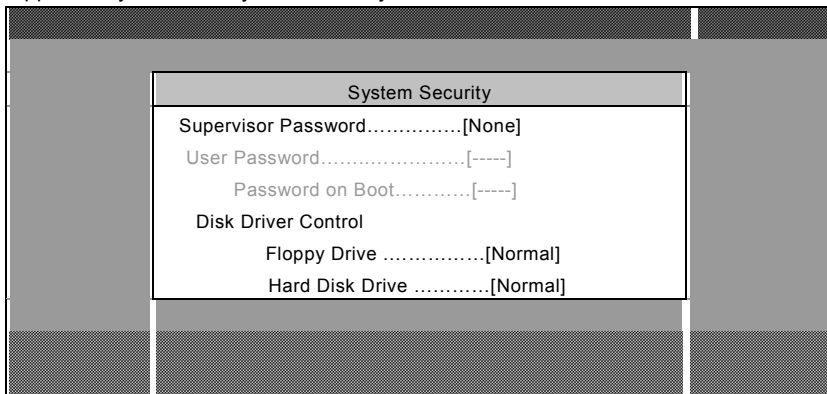 System Security
Supervisor Password……………[None]
User Password…….……………[-----]
Password on Boot…………[-----]
Disk Driver Control
Floppy Drive ….…………[Normal]
Hard Disk Drive …………[Normal]